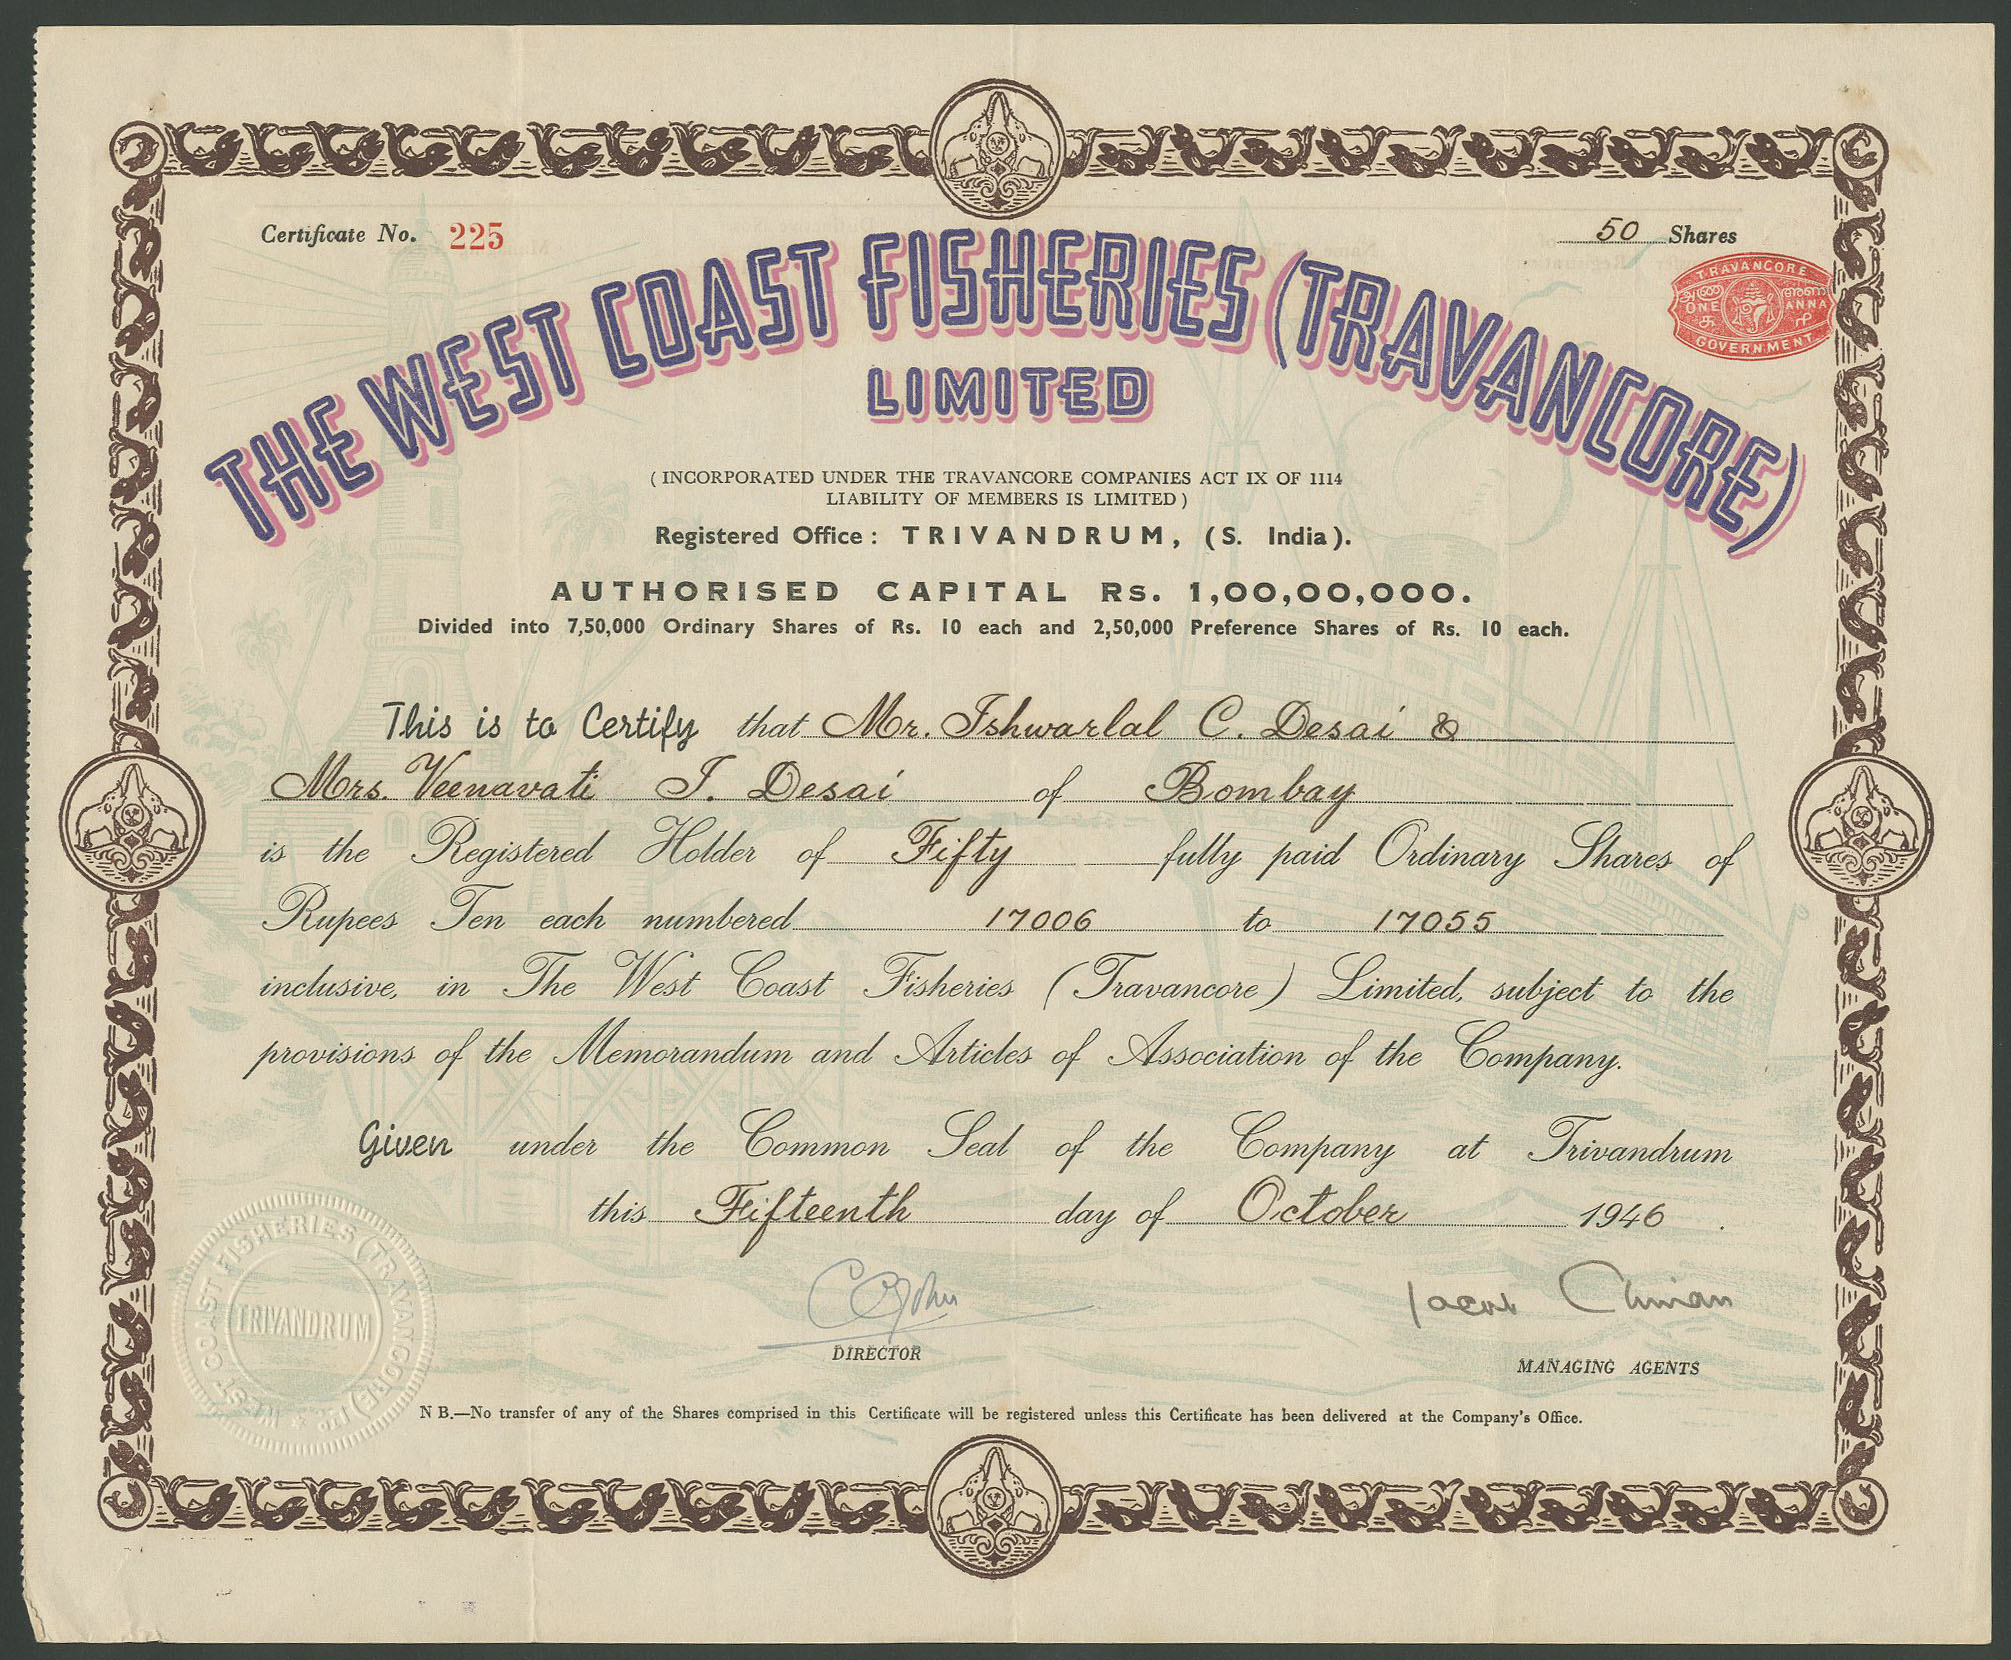 Certificate No. 225
50 Shares
TRAVANCORE
ONE ANNA
GOVERNMENT
THE WEST COAST FISHERIES (TRAVANCORE)
LIMITED
( INCORPORATED UNDER THE TRAVANCORE COMPANIES ACT IX OF 1114
LIABILITY OF MEMBERS IS LIMITED )
Registered Office : TRIVANDRUM, (S. India).
AUTHORISED CAPITAL Rs. 1,00,00,000.
Divided into 7,50,000 Ordinary Shares of Rs. 10 each and 2,50,000 Preference Shares of Rs. 10 each.
This is to Certify that Mr. Ishwarlal C. Desai &
Mrs. Veenavati I. Desai of Bombay
is the Registered Holder of Fifty fully paid Ordinary Shares of
Rupees Ten each numbered 17006 to 17055
inclusive, in The West Coast Fisheries (Travancore) Limited, subject to the
provisions of the Memorandum and Articles of Association of the Company.
Given under the Common Seal of the Company at Trivandrum
this Fifteenth day of October 1946 .
DIRECTOR
MANAGING AGENTS
WEST COAST FISHERIES (TRAVANCORE) LTD
TRIVANDRUM
N B.—No transfer of any of the Shares comprised in this Certificate will be registered unless this Certificate has been delivered at the Company's Office.